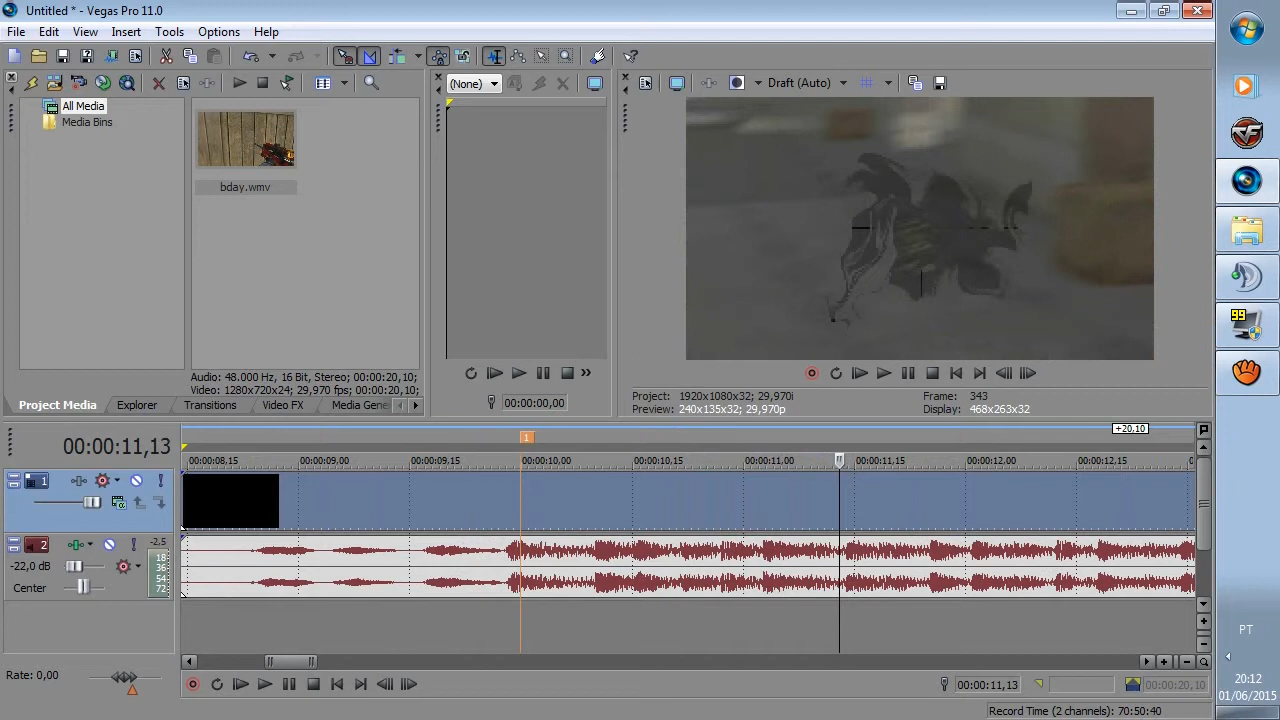 Untitled * - Vegas Pro 11.0
File Edit View Insert Tools Options Help
(None)
Draft (Auto)
All Media
Media Bins
bday.wmv
Audio: 48.000 Hz, 16 Bit, Stereo; 00:00:20,10;
Video: 1280x720x24; 29,970 fps; 00:00:20,10;
Project Media Explorer Transitions Video FX Media Gene
00:00:00,00
Project: 1920x1080x32; 29,970i
Preview: 240x135x32; 29,970p
Frame: 343
Display: 468x263x32
00:00:11,13
+20,10
1
00:00:08,15 00:00:09,00 00:00:09,15 00:00:10,00 00:00:10,15 00:00:11,00 00:00:11,15 00:00:12,00 00:00:12,15
1
2
-2,5
-22,0 dB
18-
36-
54-
72-
Center
Rate: 0,00
00:00:11,13
00:00:20,10
Record Time (2 channels): 70:50:40
99
PT
20:12
01/06/2015